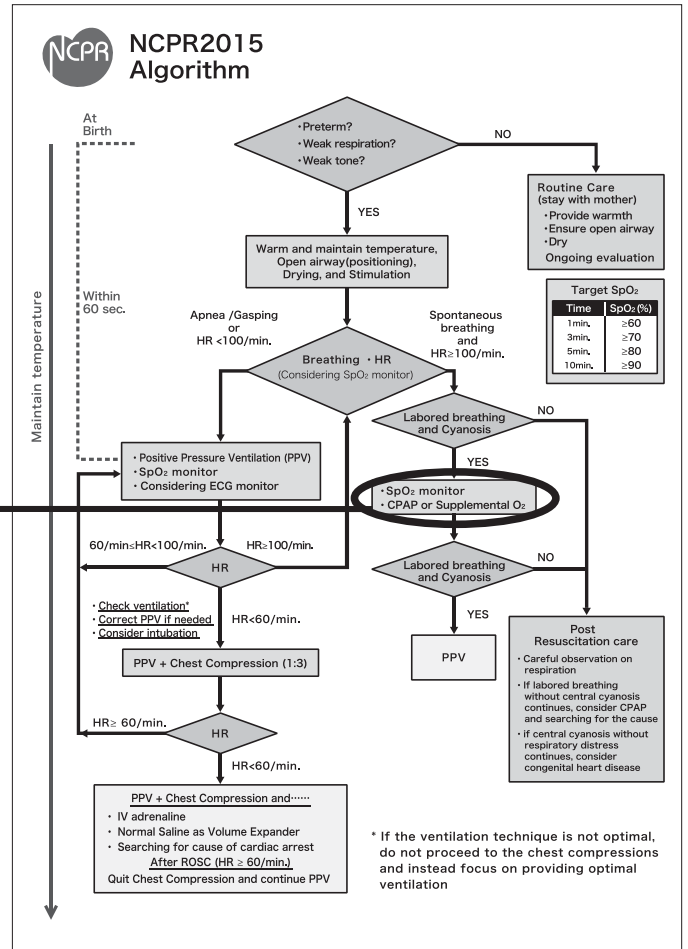 NCPR
NCPR2015
Algorithm
At
Birth
・Preterm?
・Weak respiration?
・Weak tone?
NO
YES
Routine Care
(stay with mother)
・Provide warmth
・Ensure open airway
・Dry
Ongoing evaluation
Warm and maintain temperature,
Open airway(positioning),
Drying, and Stimulation
Target SpO₂
Time SpO₂(%)
1min. ≥60
3min. ≥70
5min. ≥80
10min. ≥90
Maintain temperature
Within
60 sec.
Apnea /Gasping
or
HR <100/min.
Spontaneous
breathing
and
HR≥100/min.
Breathing ・HR
(Considering SpO₂ monitor)
Labored breathing
and Cyanosis
NO
YES
・Positive Pressure Ventilation (PPV)
・SpO₂ monitor
・Considering ECG monitor
・SpO₂ monitor
・CPAP or Supplemental O₂
60/min≤HR<100/min.
HR≥100/min.
HR
Labored breathing
and Cyanosis
NO
YES
・Check ventilation*
・Correct PPV if needed
・Consider intubation
HR<60/min.
PPV
PPV + Chest Compression (1:3)
Post
Resuscitation care
・Careful observation on
respiration
・If labored breathing
without central cyanosis
continues, consider CPAP
and searching for the cause
・if central cyanosis without
respiratory distress
continues, consider
congenital heart disease
HR≥ 60/min.
HR
HR<60/min.
PPV + Chest Compression and……
・ IV adrenaline
・ Normal Saline as Volume Expander
・ Searching for cause of cardiac arrest
After ROSC (HR ≥ 60/min.)
Quit Chest Compression and continue PPV
* If the ventilation technique is not optimal,
do not proceed to the chest compressions
and instead focus on providing optimal
ventilation